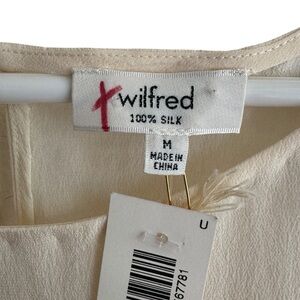 wilfred
100% SILK
M
MADE IN
CHINA
U
67781